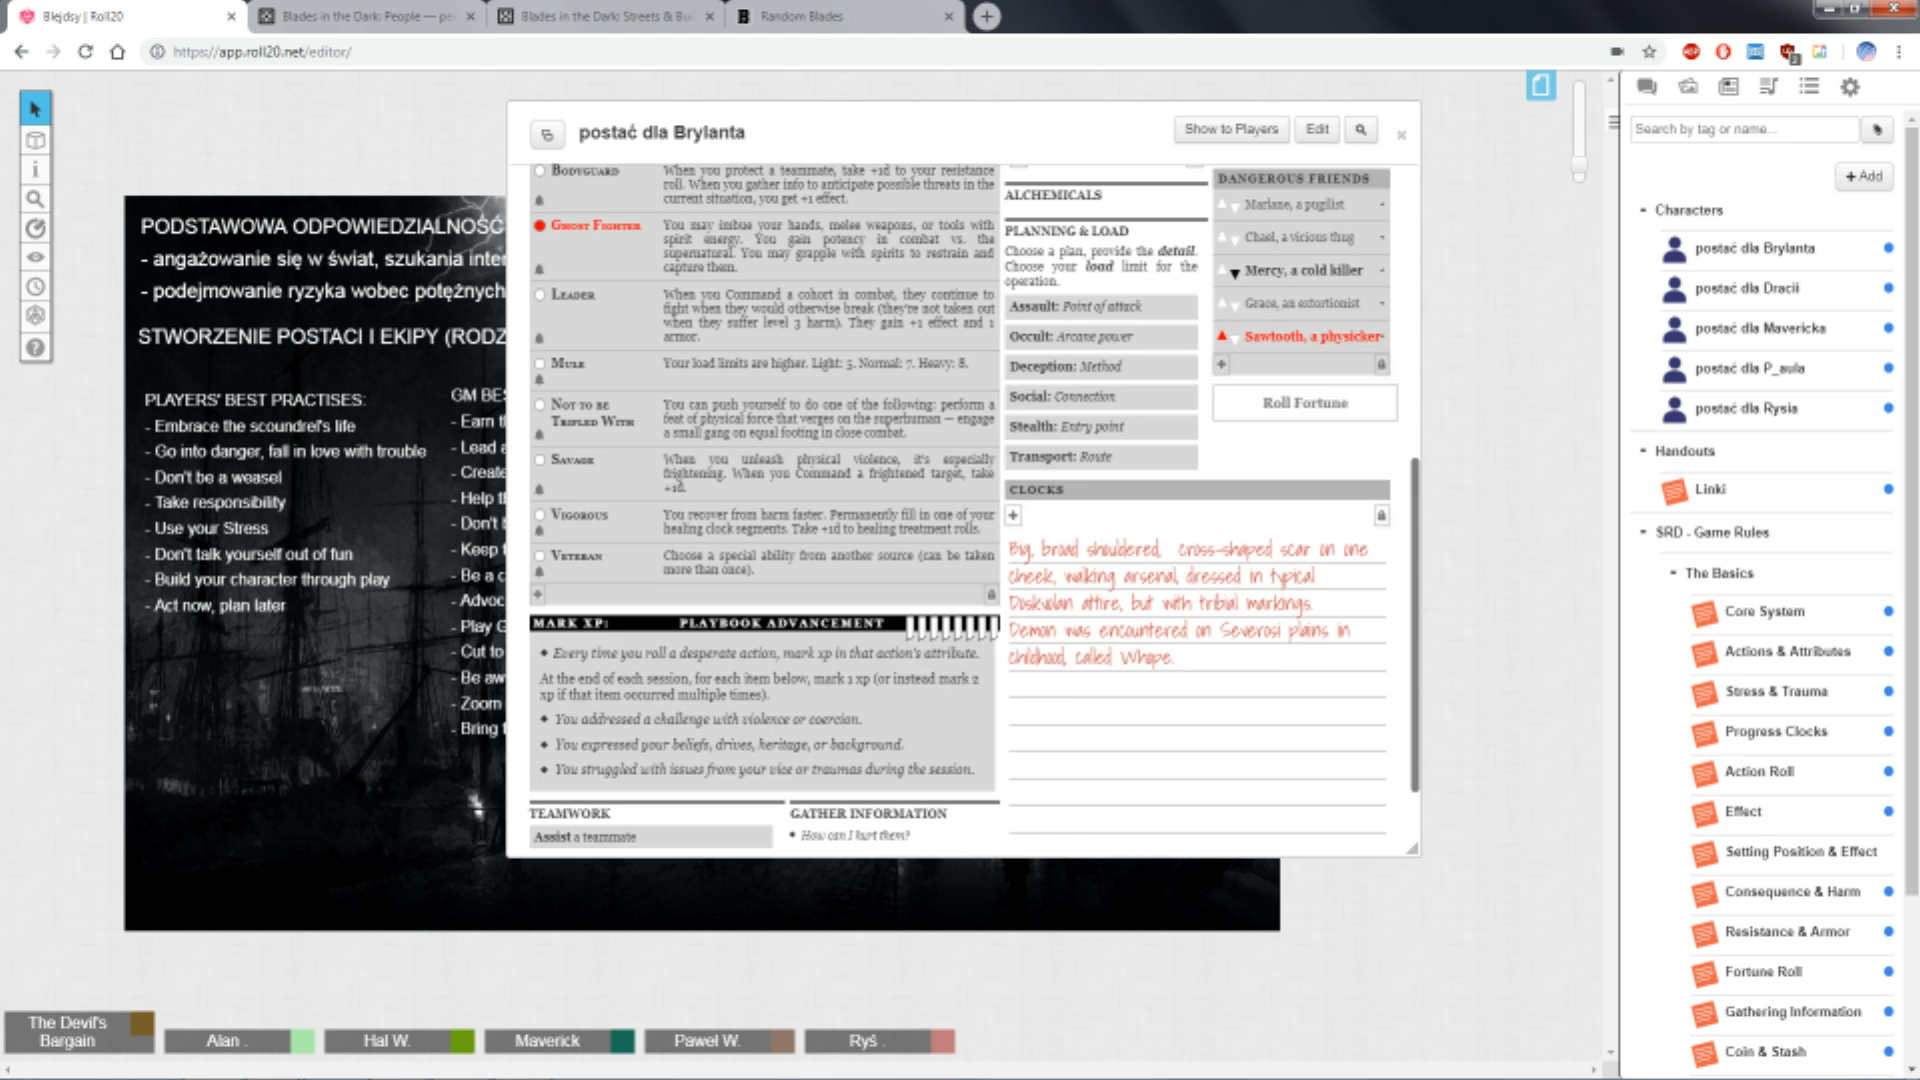 Blejdsy | Roll20
Blades in the Dark: People — pe
Blades in the Dark: Streets & Bui
Random Blades
https://app.roll20.net/editor/
postać dla Brylanta
Show to Players
Edit
PODSTAWOWA ODPOWIEDZIALNOŚĆ
- angażowanie się w świat, szukania inter
- podejmowanie ryzyka wobec potężnych
STWORZENIE POSTACI I EKIPY (RODZ
PLAYERS' BEST PRACTISES:
- Embrace the scoundrel's life
- Go into danger, fall in love with trouble
- Don't be a weasel
- Take responsibility
- Use your Stress
- Don't talk yourself out of fun
- Build your character through play
- Act now, plan later
GM BES
- Earn t
- Lead a
- Create
- Help t
- Don't b
- Keep t
- Be a c
- Advoc
- Play G
- Cut to
- Be aw
- Zoom
- Bring t
Bodyguard
When you protect a teammate, take +1d to your resistance
roll. When you gather info to anticipate possible threats in the
current situation, you get +1 effect.
Ghost Fighter
You may imbue your hands, melee weapons, or tools with
spirit energy. You gain potency in combat vs. the
supernatural. You may grapple with spirits to restrain and
capture them.
Leader
When you Command a cohort in combat, they continue to
fight when they would otherwise break (they're not taken out
when they suffer level 3 harm). They gain +1 effect and 1
armor.
Mule
Your load limits are higher. Light: 5. Normal: 7. Heavy: 8.
Not to be
Trifled With
You can push yourself to do one of the following: perform a
feat of physical force that verges on the superhuman — engage
a small gang on equal footing in close combat.
Savage
When you unleash physical violence, it's especially
frightening. When you Command a frightened target, take
+1d.
Vigorous
You recover from harm faster. Permanently fill in one of your
healing clock segments. Take +1d to healing treatment rolls.
Veteran
Choose a special ability from another source (can be taken
more than once).
+
MARK XP:
PLAYBOOK ADVANCEMENT
Every time you roll a desperate action, mark xp in that action's attribute.
At the end of each session, for each item below, mark 1 xp (or instead mark 2
xp if that item occurred multiple times).
You addressed a challenge with violence or coercion.
You expressed your beliefs, drives, heritage, or background.
You struggled with issues from your vice or traumas during the session.
TEAMWORK
Assist a teammate
GATHER INFORMATION
How can I hurt them?
ALCHEMICALS
PLANNING & LOAD
Choose a plan, provide the detail.
Choose your load limit for the
operation.
Assault: Point of attack
Occult: Arcane power
Deception: Method
Social: Connection
Stealth: Entry point
Transport: Route
DANGEROUS FRIENDS
Marlane, a pugilist
Chael, a vicious thug
Mercy, a cold killer
Grace, an extortionist
Sawtooth, a physicker
+
Roll Fortune
CLOCKS
+
Big, broad shouldered, cross-shaped scar on one
cheek, walking arsenal, dressed in typical
Doskvolan attire, but with tribial markings.
Demon was encountered on Severosi plains in
childhood, called Whope.
Search by tag or name...
+ Add
Characters
postać dla Brylanta
postać dla Dracii
postać dla Mavericka
postać dla P_aula
postać dla Rysia
Handouts
Linki
SRD - Game Rules
The Basics
Core System
Actions & Attributes
Stress & Trauma
Progress Clocks
Action Roll
Effect
Setting Position & Effect
Consequence & Harm
Resistance & Armor
Fortune Roll
Gathering Information
Coin & Stash
The Devil's
Bargain
Alan .
Hal W.
Maverick
Paweł W.
Ryś .